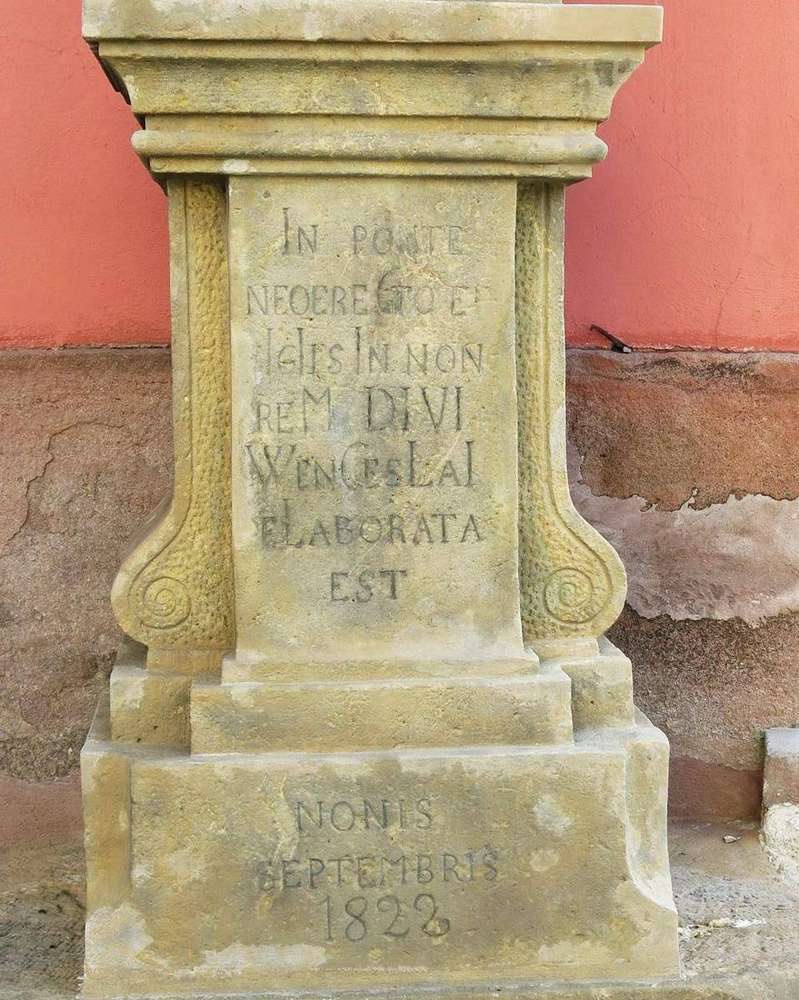 IN PONTE
NEOERECTO
IN
REM DIVI
WENCESLAI
ELABORATA
EST
NONIS
SEPTEMBRIS
1822